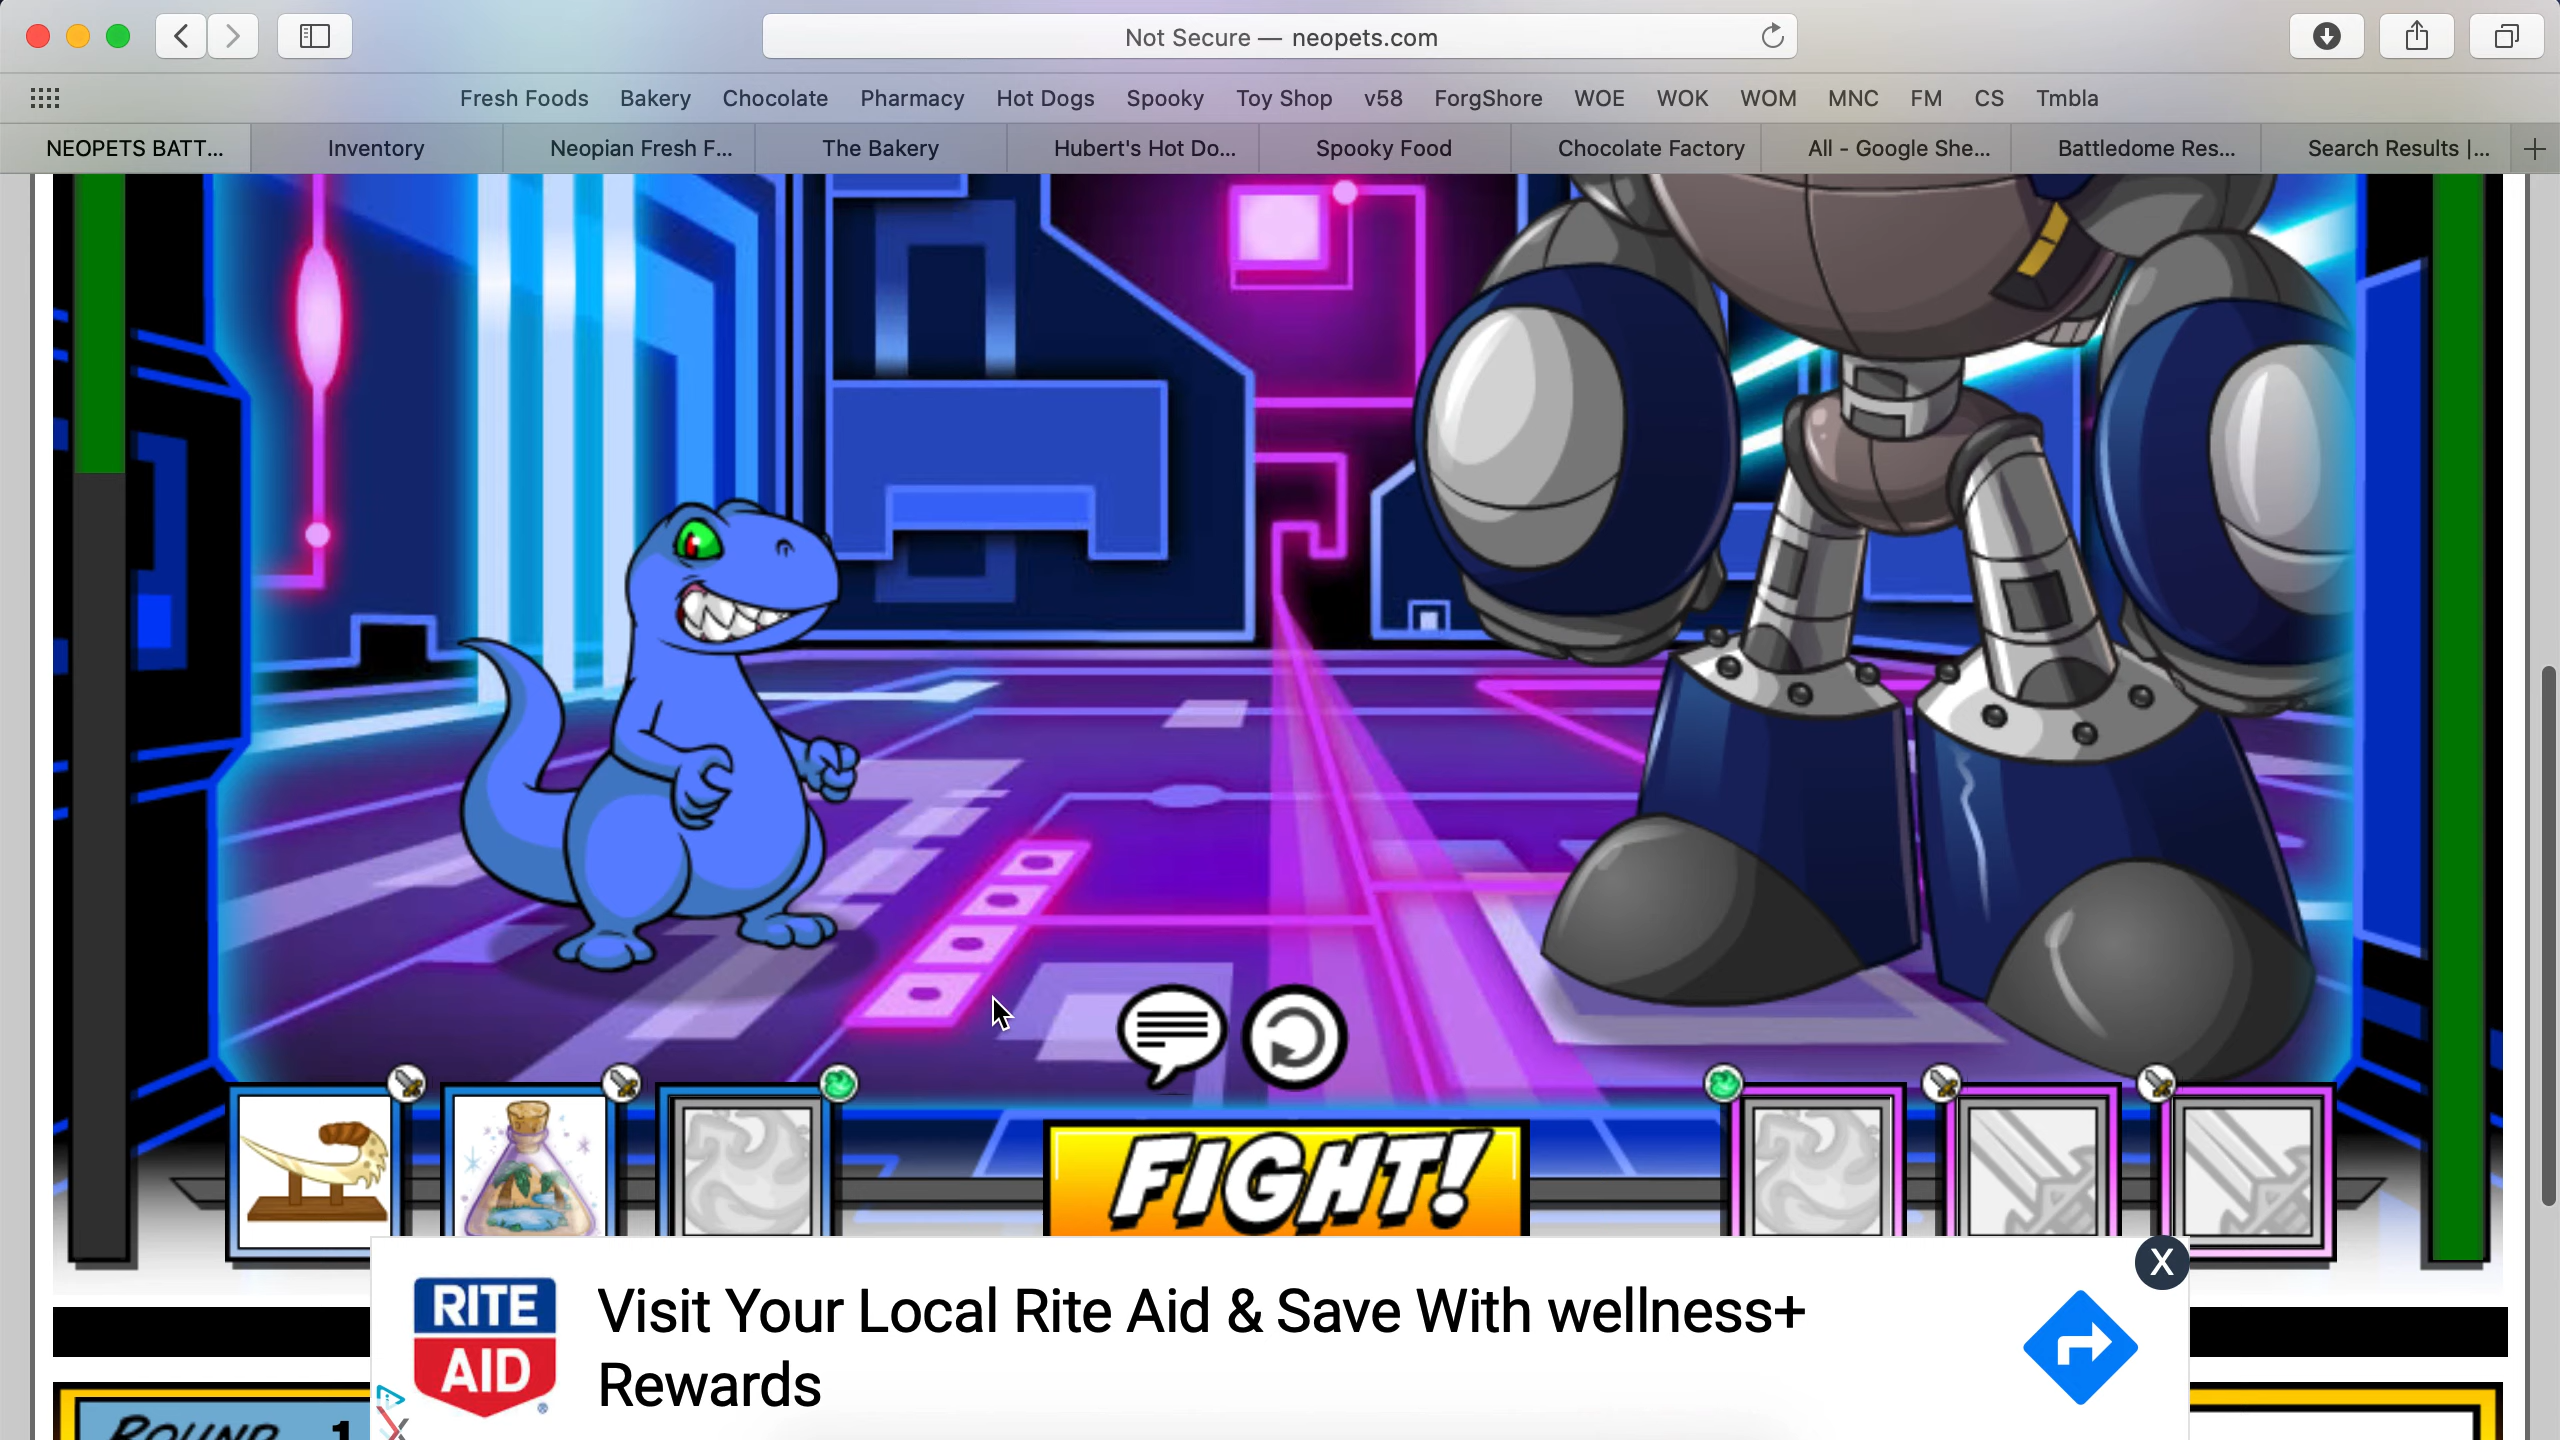 Not Secure — neopets.com
Fresh Foods Bakery Chocolate Pharmacy Hot Dogs Spooky Toy Shop v58 ForgShore WOE WOK WOM MNC FM CS Tmbla
NEOPETS BATT... Inventory Neopian Fresh F... The Bakery Hubert's Hot Do... Spooky Food Chocolate Factory All - Google She... Battledome Res... Search Results |...
FIGHT!
X
RITE AID
Visit Your Local Rite Aid & Save With wellness+
Rewards
ROUND 1